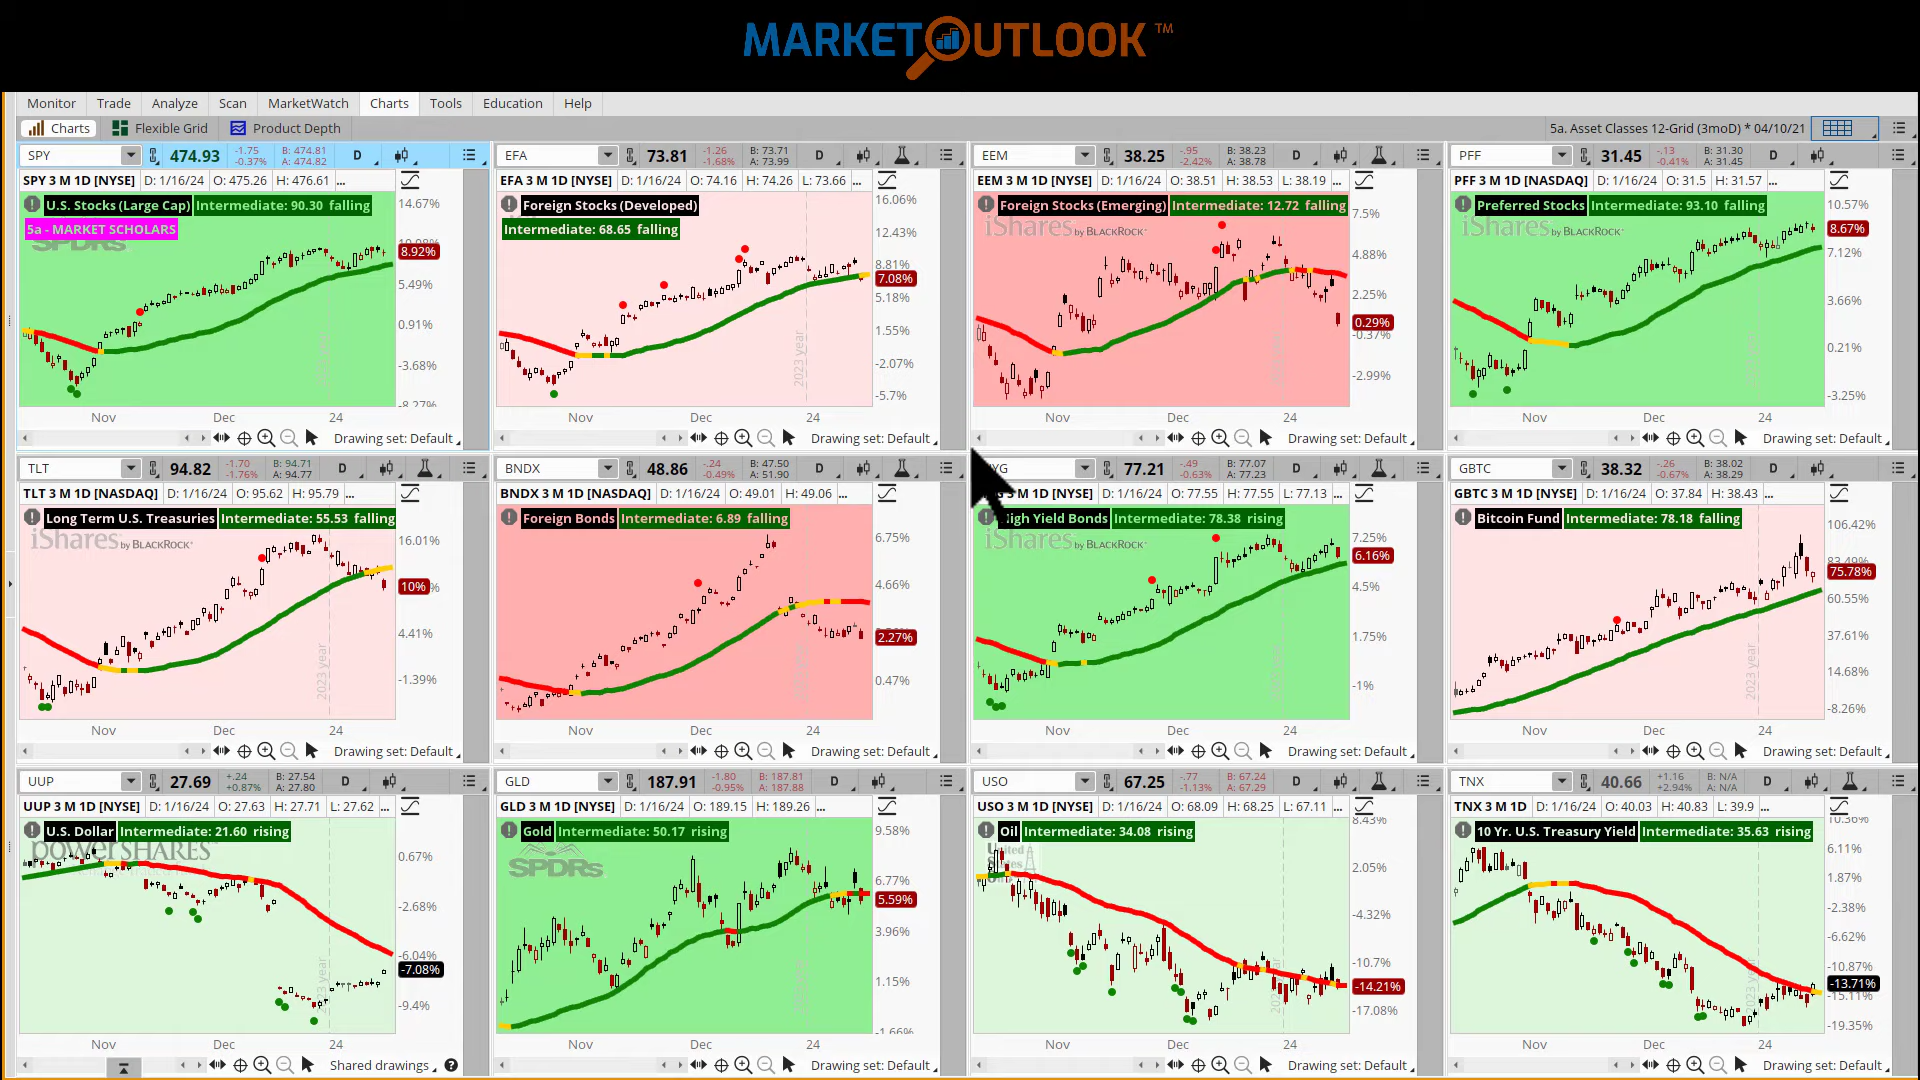 MARKETOUTLOOK™
Monitor Trade Analyze Scan MarketWatch Charts Tools Education Help
Charts Flexible Grid Product Depth 5a. Asset Classes 12-Grid (3moD) * 04/10/21
SPY 474.93 -1.75 -0.37% B: 474.81 A: 474.82 D
SPY 3 M 1D [NYSE] D: 1/16/24 O: 475.26 H: 476.61 ...
U.S. Stocks (Large Cap) Intermediate: 90.30 falling
5a - MARKET SCHOLARS
14.67%
8.92%
5.49%
0.91%
-3.68%
-8.27%
Nov Dec 24
Drawing set: Default
EFA 73.81 -1.26 -1.68% B: 73.71 A: 73.99 D
EFA 3 M 1D [NYSE] D: 1/16/24 O: 74.16 H: 74.26 L: 73.66 ...
Foreign Stocks (Developed)
Intermediate: 68.65 falling
16.06%
12.43%
8.81%
7.08%
5.18%
1.55%
-2.07%
-5.7%
2023 year
Nov Dec 24
Drawing set: Default
EEM 38.25 -.95 -2.42% B: 38.23 A: 38.78 D
EEM 3 M 1D [NYSE] D: 1/16/24 O: 38.51 H: 38.53 L: 38.19 ...
Foreign Stocks (Emerging) Intermediate: 12.72 falling
iShares by BLACKROCK
7.5%
4.88%
2.25%
0.29%
-0.37%
-2.99%
Nov Dec 24
Drawing set: Default
PFF 31.45 -.13 -0.41% B: 31.30 A: 31.45 D
PFF 3 M 1D [NASDAQ] D: 1/16/24 O: 31.5 H: 31.57 ...
Preferred Stocks Intermediate: 93.10 falling
iShares by BLACKROCK
10.57%
8.67%
7.12%
3.66%
0.21%
-3.25%
Nov Dec 24
Drawing set: Default
TLT 94.82 -1.70 -1.76% B: 94.71 A: 94.77 D
TLT 3 M 1D [NASDAQ] D: 1/16/24 O: 95.62 H: 95.79 ...
Long Term U.S. Treasuries Intermediate: 55.53 falling
iShares by BLACKROCK
16.01%
10%
4.41%
-1.39%
2023 year
Nov Dec 24
Drawing set: Default
BNDX 48.86 -.24 -0.49% B: 47.50 A: 51.90 D
BNDX 3 M 1D [NASDAQ] D: 1/16/24 O: 49.01 H: 49.06 ...
Foreign Bonds Intermediate: 6.89 falling
6.75%
4.66%
2.27%
0.47%
Nov Dec 24
Drawing set: Default
77.21 -.49 -0.63% B: 77.07 A: 77.23 D
3 M 1D [NYSE] D: 1/16/24 O: 77.55 H: 77.55 L: 77.13 ...
High Yield Bonds Intermediate: 78.38 rising
iShares by BLACKROCK
7.25%
6.16%
4.5%
1.75%
-1%
Nov Dec 24
Drawing set: Default
GBTC 38.32 -.26 -0.67% B: 38.02 A: 38.29 D
GBTC 3 M 1D [NYSE] D: 1/16/24 O: 37.84 H: 38.43 ...
Bitcoin Fund Intermediate: 78.18 falling
106.42%
75.78%
60.55%
37.61%
14.68%
-8.26%
2023 year
Nov Dec 24
Drawing set: Default
UUP 27.69 +.24 +0.87% B: 27.54 A: 27.80 D
UUP 3 M 1D [NYSE] D: 1/16/24 O: 27.63 H: 27.71 L: 27.62 ...
U.S. Dollar Intermediate: 21.60 rising
powerSHARES
0.67%
-2.68%
-6.04%
-7.08%
-9.4%
2023 year
Nov Dec 24
Shared drawings
GLD 187.91 -1.80 -0.95% B: 187.81 A: 187.88 D
GLD 3 M 1D [NYSE] D: 1/16/24 O: 189.15 H: 189.26 ...
Gold Intermediate: 50.17 rising
SPDRs
9.58%
6.77%
5.59%
3.96%
1.15%
-1.66%
Nov Dec 24
Drawing set: Default
USO 67.25 -.77 -1.13% B: 67.24 A: 67.29 D
USO 3 M 1D [NYSE] D: 1/16/24 O: 68.09 H: 68.25 L: 67.11 ...
Oil Intermediate: 34.08 rising
United States
8.43%
2.05%
-4.32%
-10.7%
-14.21%
-17.08%
Nov Dec 24
Drawing set: Default
TNX 40.66 +1.16 +2.94% B: N/A A: N/A D
TNX 3 M 1D D: 1/16/24 O: 40.03 H: 40.83 L: 39.9 ...
10 Yr. U.S. Treasury Yield Intermediate: 35.63 rising
10.36%
6.11%
1.87%
-2.38%
-6.62%
-10.87%
-13.71%
-15.11%
-19.35%
2023 year
Nov Dec 24
Drawing set: Default